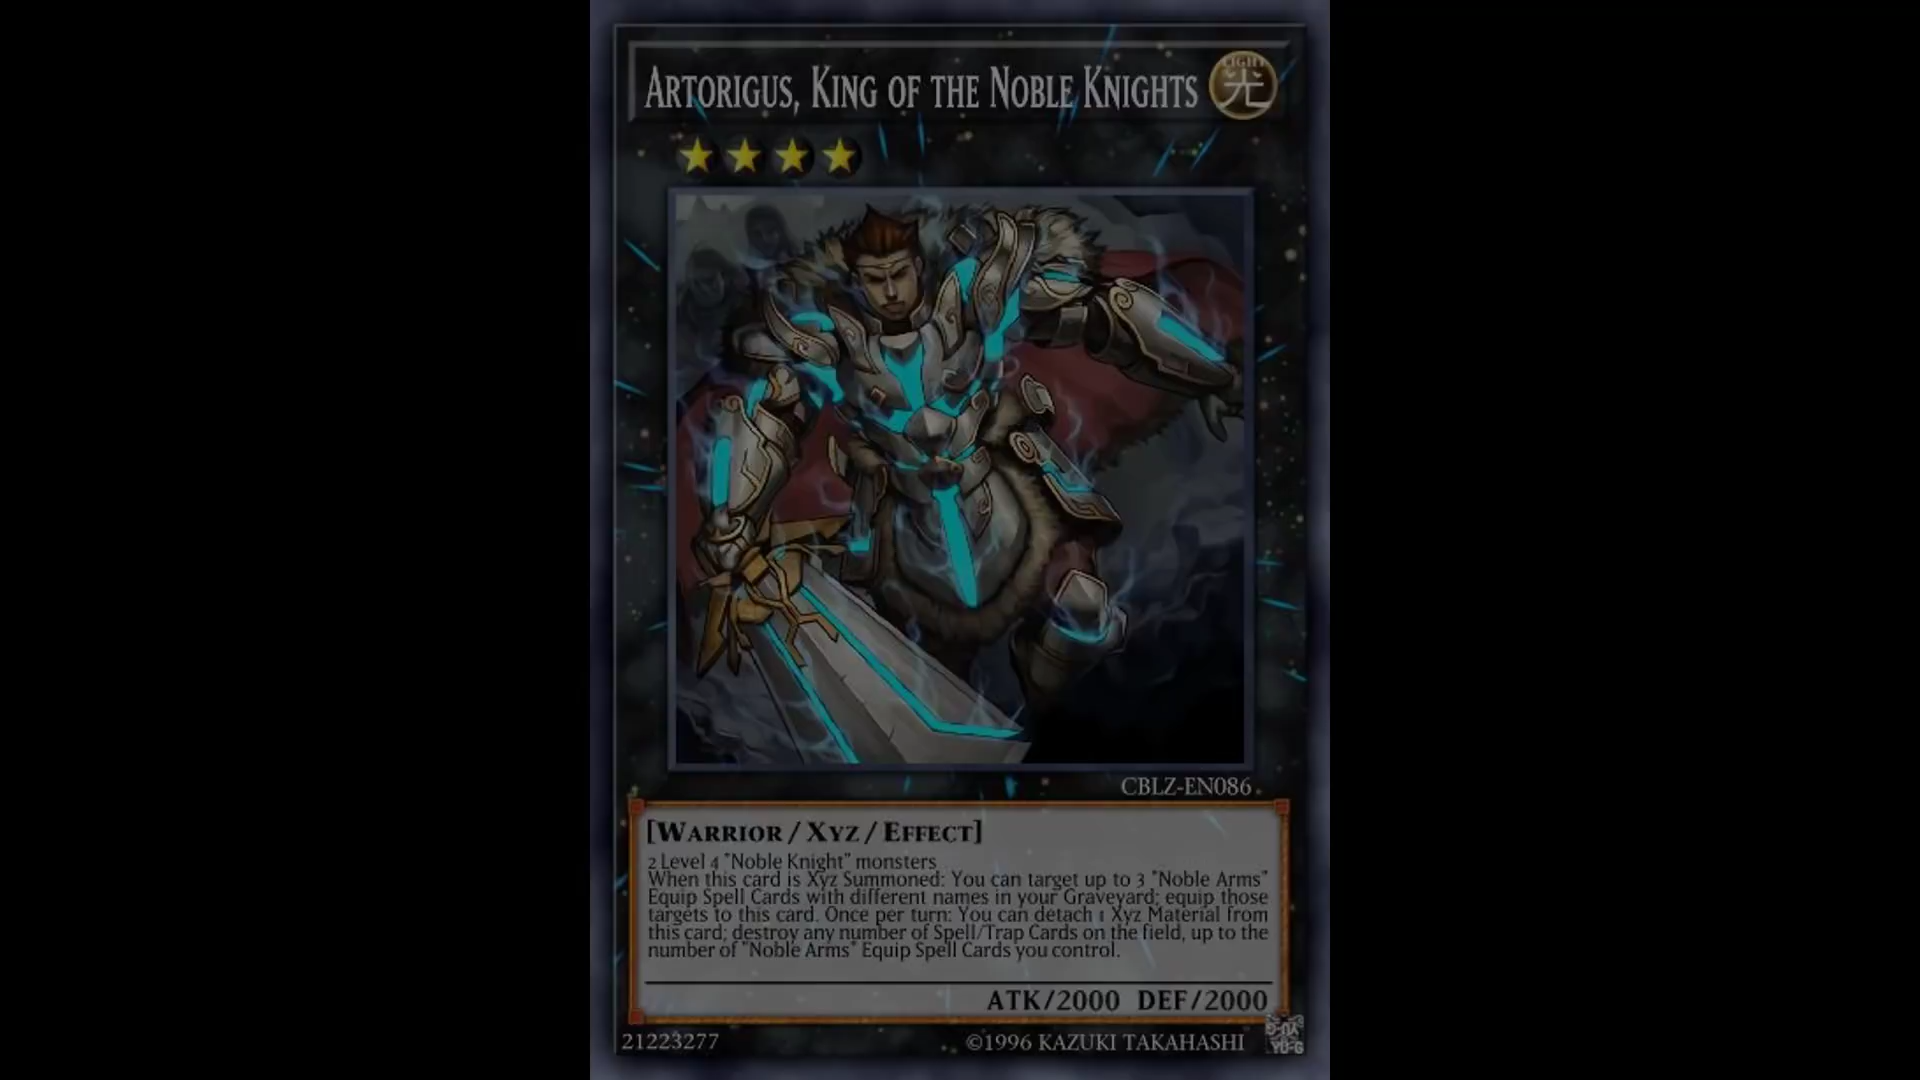 ARTORIGUS, KING OF THE NOBLE KNIGHTS
LIGHT
光
CBLZ-EN086
[WARRIOR / XYZ / EFFECT]
2 Level 4 "Noble Knight" monsters
When this card is Xyz Summoned: You can target up to 3 "Noble Arms"
Equip Spell Cards with different names in your Graveyard; equip those
targets to this card. Once per turn: You can detach 1 Xyz Material from
this card; destroy any number of Spell/Trap Cards on the field, up to the
number of "Noble Arms" Equip Spell Cards you control.
ATK/2000 DEF/2000
21223277
©1996 KAZUKI TAKAHASHI